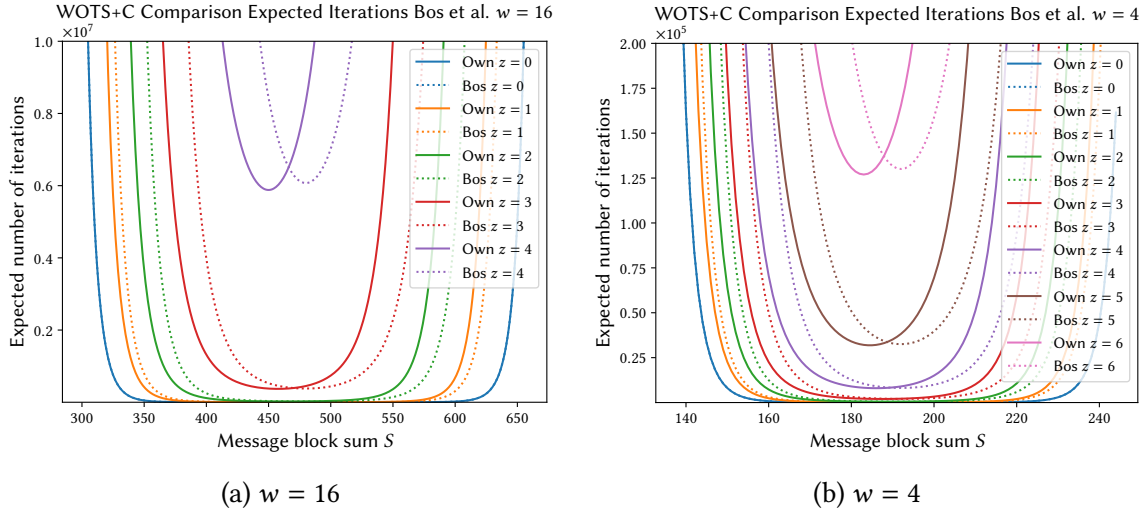 WOTS+C Comparison Expected Iterations Bos et al. w = 16
×10⁷
1.0
0.8
0.6
0.4
0.2
Expected number of iterations
300 350 400 450 500 550 600 650
Message block sum S
Own z = 0
Bos z = 0
Own z = 1
Bos z = 1
Own z = 2
Bos z = 2
Own z = 3
Bos z = 3
Own z = 4
Bos z = 4
(a) w = 16
WOTS+C Comparison Expected Iterations Bos et al. w = 4
×10⁵
2.00
1.75
1.50
1.25
1.00
0.75
0.50
0.25
Expected number of iterations
140 160 180 200 220 240
Message block sum S
Own z = 0
Bos z = 0
Own z = 1
Bos z = 1
Own z = 2
Bos z = 2
Own z = 3
Bos z = 3
Own z = 4
Bos z = 4
Own z = 5
Bos z = 5
Own z = 6
Bos z = 6
(b) w = 4